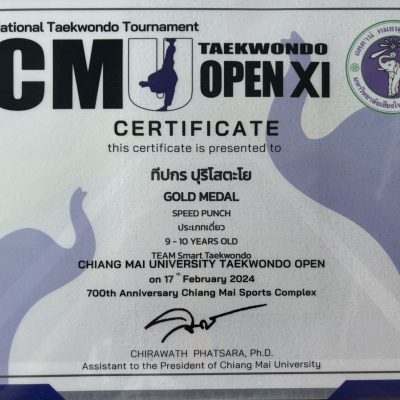 national Taekwondo Tournament
CMU TAEKWONDO
OPEN XI
CERTIFICATE
this certificate is presented to
ทีปกร ปุริโสตะโย
GOLD MEDAL
SPEED PUNCH
ประเภทเดี่ยว
9 - 10 YEARS OLD
TEAM Smart Taekwondo
CHIANG MAI UNIVERSITY TAEKWONDO OPEN
on 17th February 2024
700th Anniversary Chiang Mai Sports Complex
CHIRAWATH PHATSARA, Ph.D.
Assistant to the President of Chiang Mai University